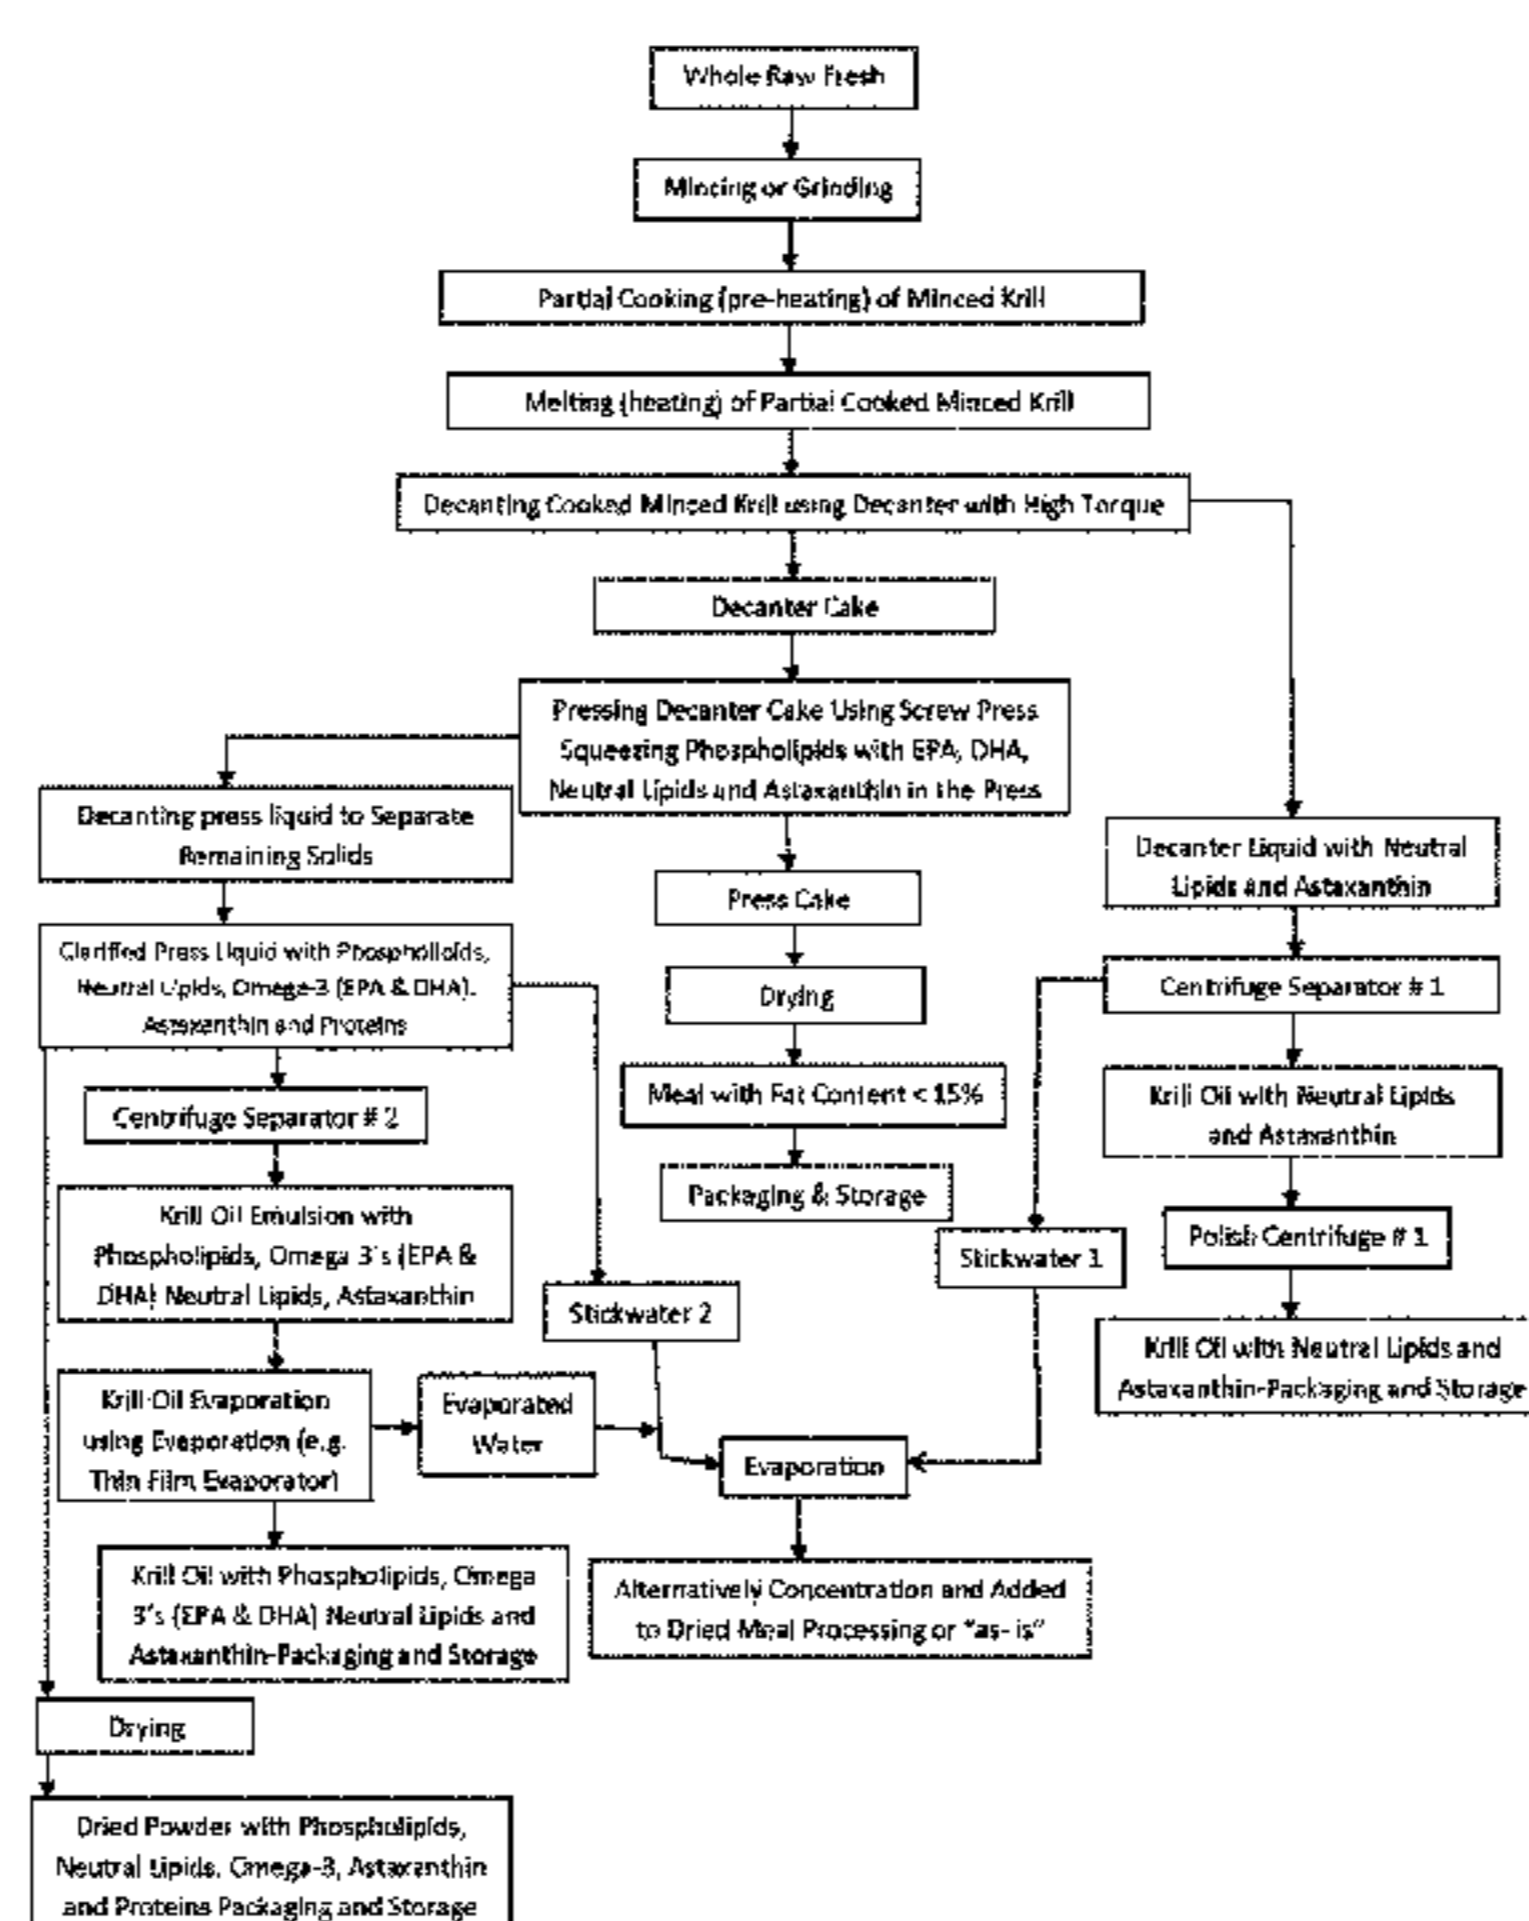 Whole Raw Fresh
Mincing or Grinding
Partial Cooking (pre-heating) of Minced Krill
Melting (heating) of Partial Cooked Minced Krill
Decanting Cooked Minced Krill using Decanter with High Torque
Decanter Cake
Pressing Decanter Cake Using Screw Press
Squeezing Phospholipids with EPA, DHA,
Neutral Lipids and Astaxanthin in the Press
Decanting press liquid to Separate
Remaining Solids
Clarified Press Liquid with Phospholipids,
Neutral Lipids, Omega-3 (EPA & DHA),
Astaxanthin and Proteins
Centrifuge Separator # 2
Krill Oil Emulsion with
Phospholipids, Omega 3's (EPA &
DHA) Neutral Lipids, Astaxanthin
Krill Oil Evaporation
using Evaporation (e.g.
Thin Film Evaporator)
Evaporated
Water
Krill Oil with Phospholipids, Omega
3's (EPA & DHA) Neutral Lipids and
Astaxanthin-Packaging and Storage
Drying
Dried Powder with Phospholipids,
Neutral Lipids, Omega-3, Astaxanthin
and Proteins Packaging and Storage
Press Cake
Drying
Meal with Fat Content < 15%
Packaging & Storage
Stickwater 2
Stickwater 1
Evaporation
Alternatively Concentration and Added
to Dried Meal Processing or "as- is"
Decanter Liquid with Neutral
Lipids and Astaxanthin
Centrifuge Separator # 1
Krill Oil with Neutral Lipids
and Astaxanthin
Polish Centrifuge # 1
Krill Oil with Neutral Lipids and
Astaxanthin-Packaging and Storage